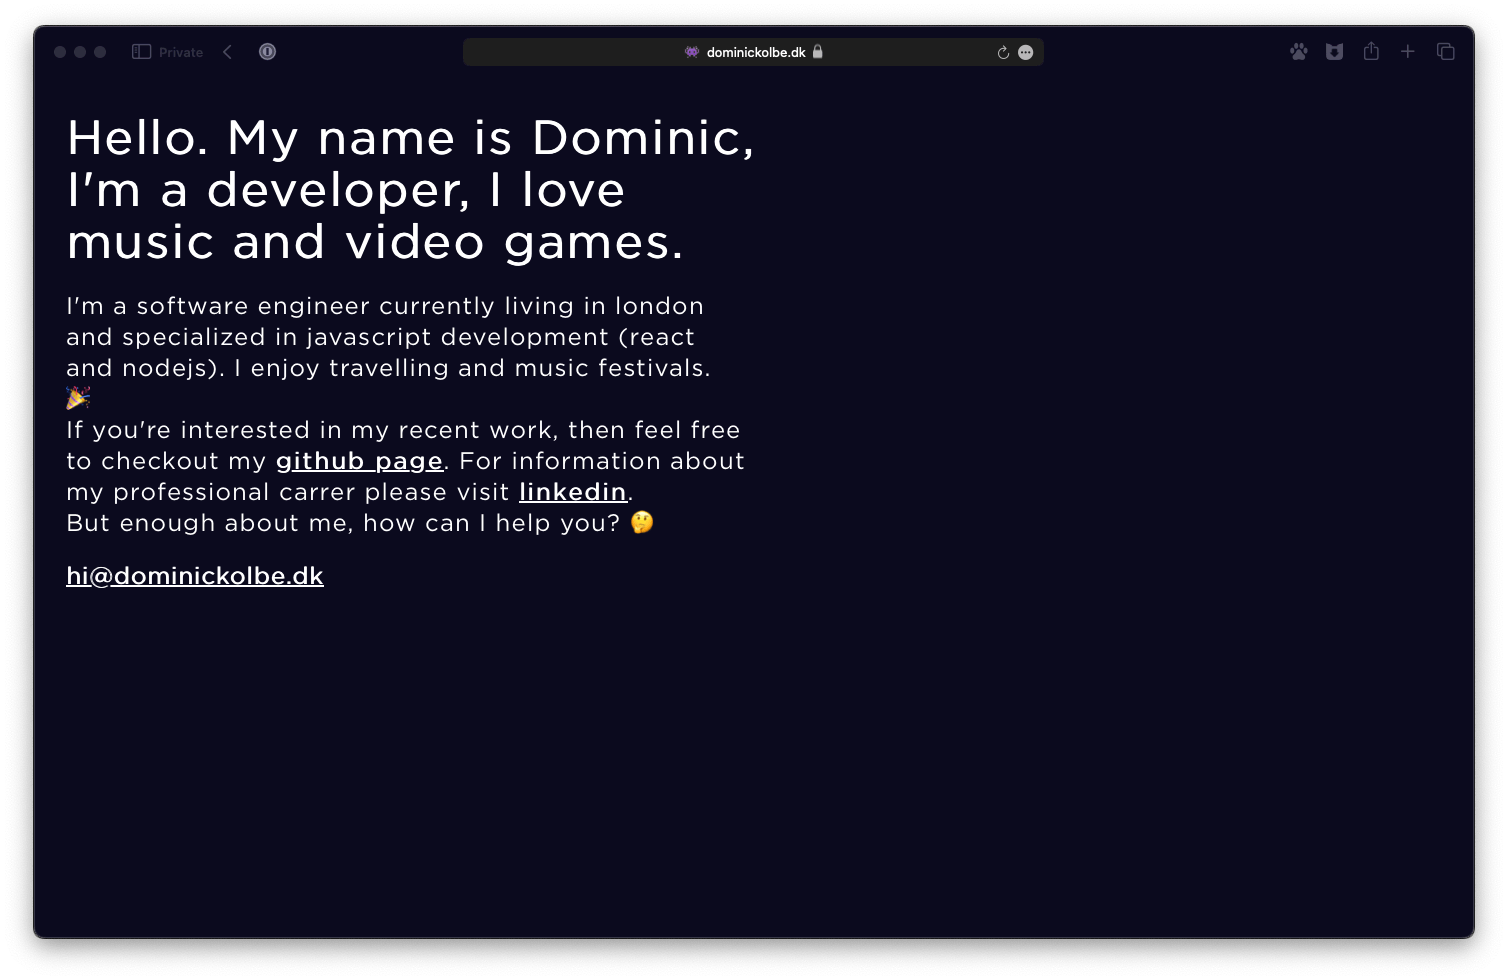 Private
dominickolbe.dk
Hello. My name is Dominic,
I'm a developer, I love
music and video games.
I'm a software engineer currently living in london
and specialized in javascript development (react
and nodejs). I enjoy travelling and music festivals.
🎉
If you're interested in my recent work, then feel free
to checkout my github page. For information about
my professional carrer please visit linkedin.
But enough about me, how can I help you? 🤔
hi@dominickolbe.dk